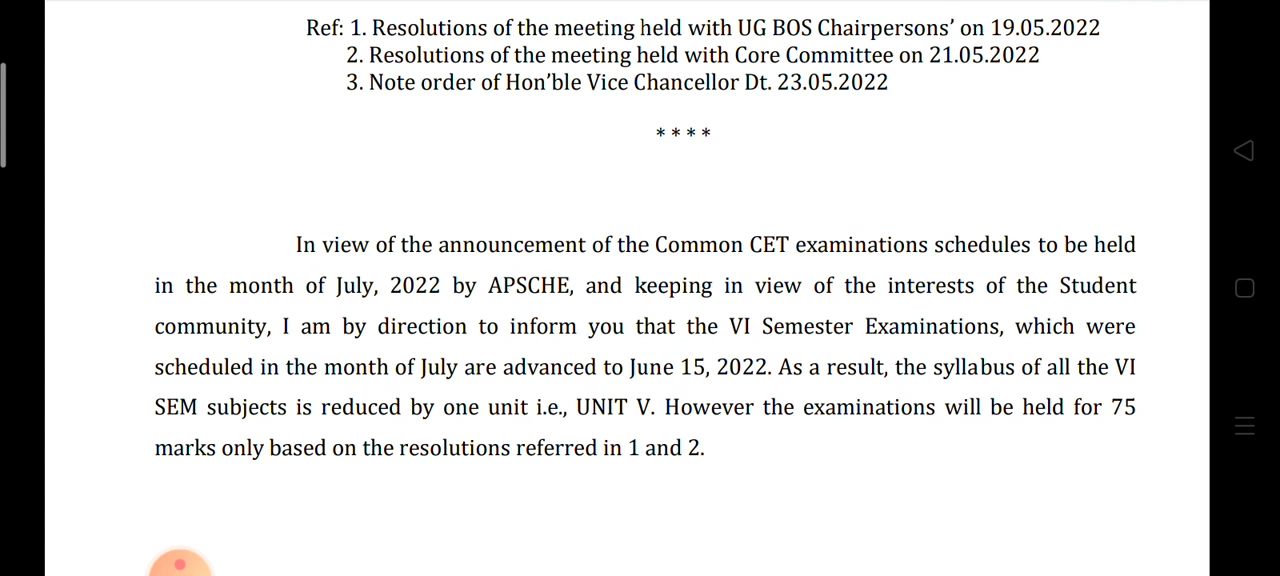 Ref: 1. Resolutions of the meeting held with UG BOS Chairpersons’ on 19.05.2022
2. Resolutions of the meeting held with Core Committee on 21.05.2022
3. Note order of Hon’ble Vice Chancellor Dt. 23.05.2022
* * * *
In view of the announcement of the Common CET examinations schedules to be held
in the month of July, 2022 by APSCHE, and keeping in view of the interests of the Student
community, I am by direction to inform you that the VI Semester Examinations, which were
scheduled in the month of July are advanced to June 15, 2022. As a result, the syllabus of all the VI
SEM subjects is reduced by one unit i.e., UNIT V. However the examinations will be held for 75
marks only based on the resolutions referred in 1 and 2.